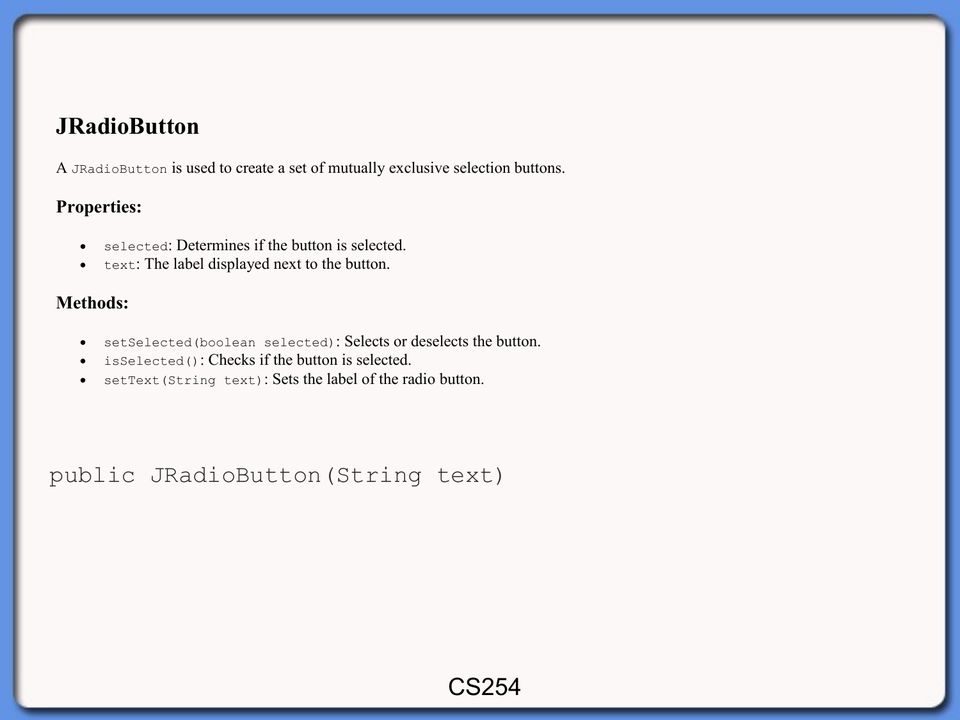 JRadioButton
A JRadioButton is used to create a set of mutually exclusive selection buttons.
Properties:
• selected: Determines if the button is selected.
• text: The label displayed next to the button.
Methods:
• setSelected(boolean selected): Selects or deselects the button.
• isSelected(): Checks if the button is selected.
• setText(String text): Sets the label of the radio button.
public JRadioButton(String text)
CS254